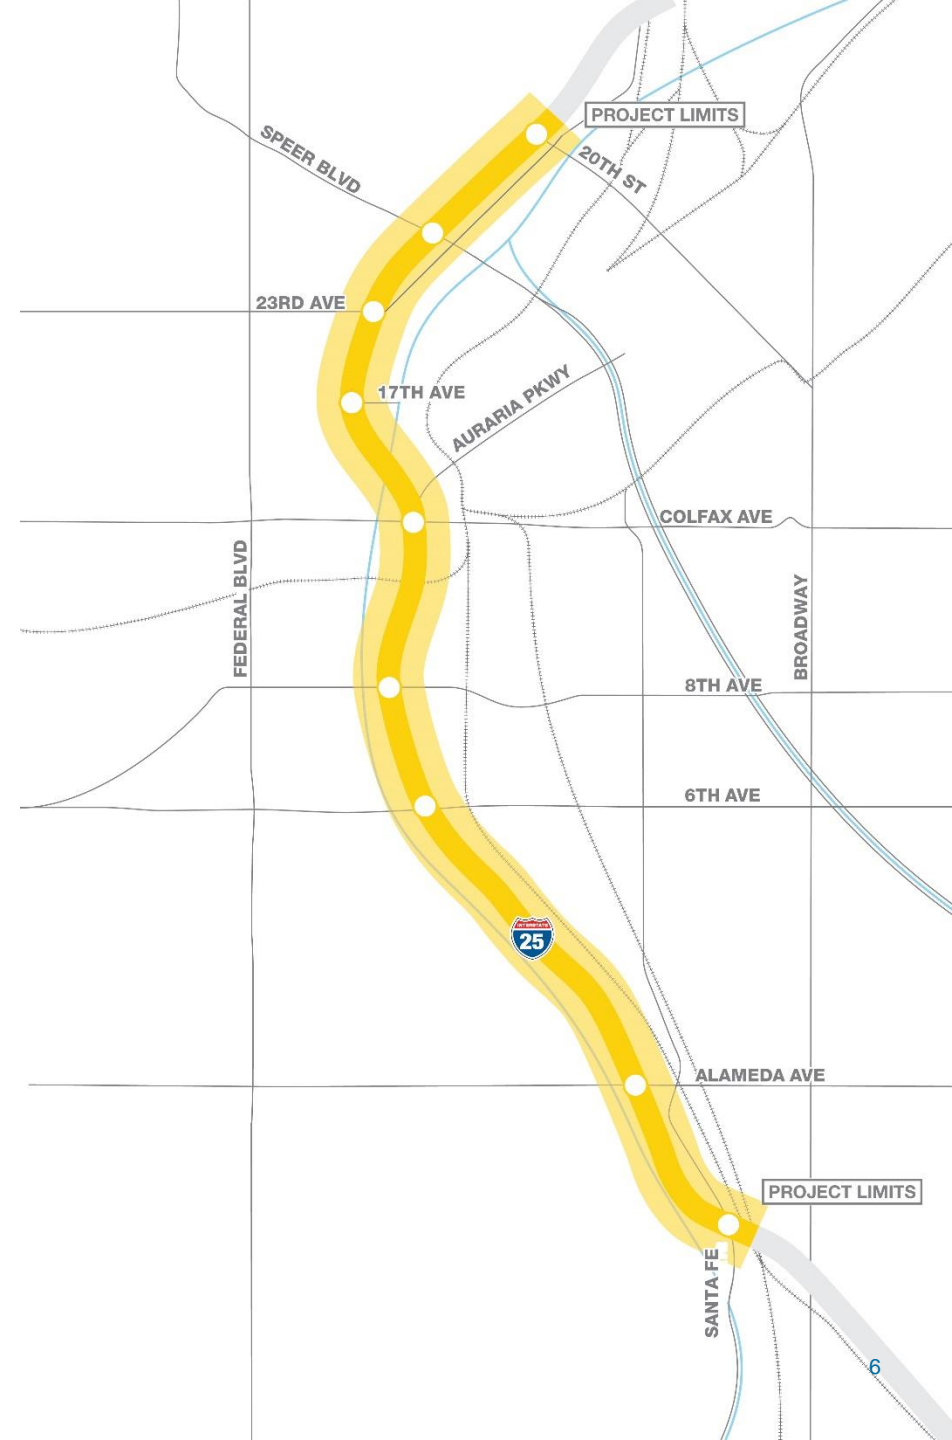 PROJECT LIMITS
SPEER BLVD
20TH ST
23RD AVE
17TH AVE
AURARIA PKWY
COLFAX AVE
FEDERAL BLVD
BROADWAY
8TH AVE
6TH AVE
INTERSTATE
25
ALAMEDA AVE
PROJECT LIMITS
SANTA FE
6